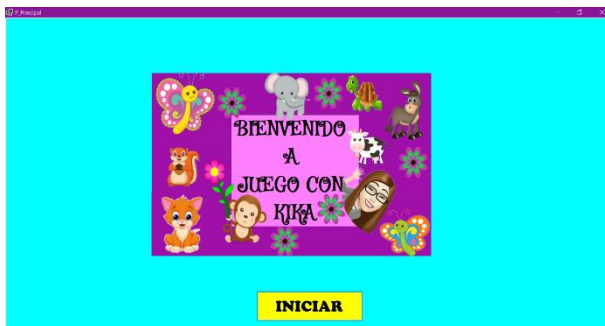 P_Principal
BIENVENIDO
A
JUEGO CON
KIKA
INICIAR